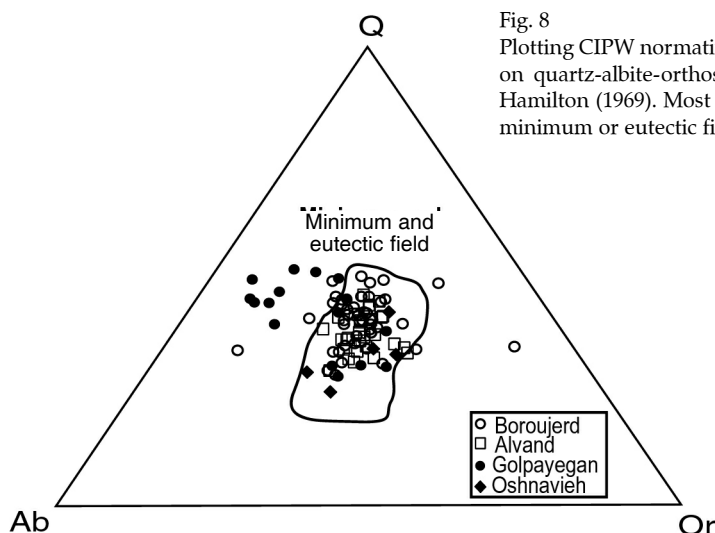 Fig. 8
Plotting CIPW normati
on quartz-albite-orthos
Hamilton (1969). Most
minimum or eutectic fi
Q
Minimum and
eutectic field
Boroujerd
Alvand
Golpayegan
Oshnavieh
Ab
Or